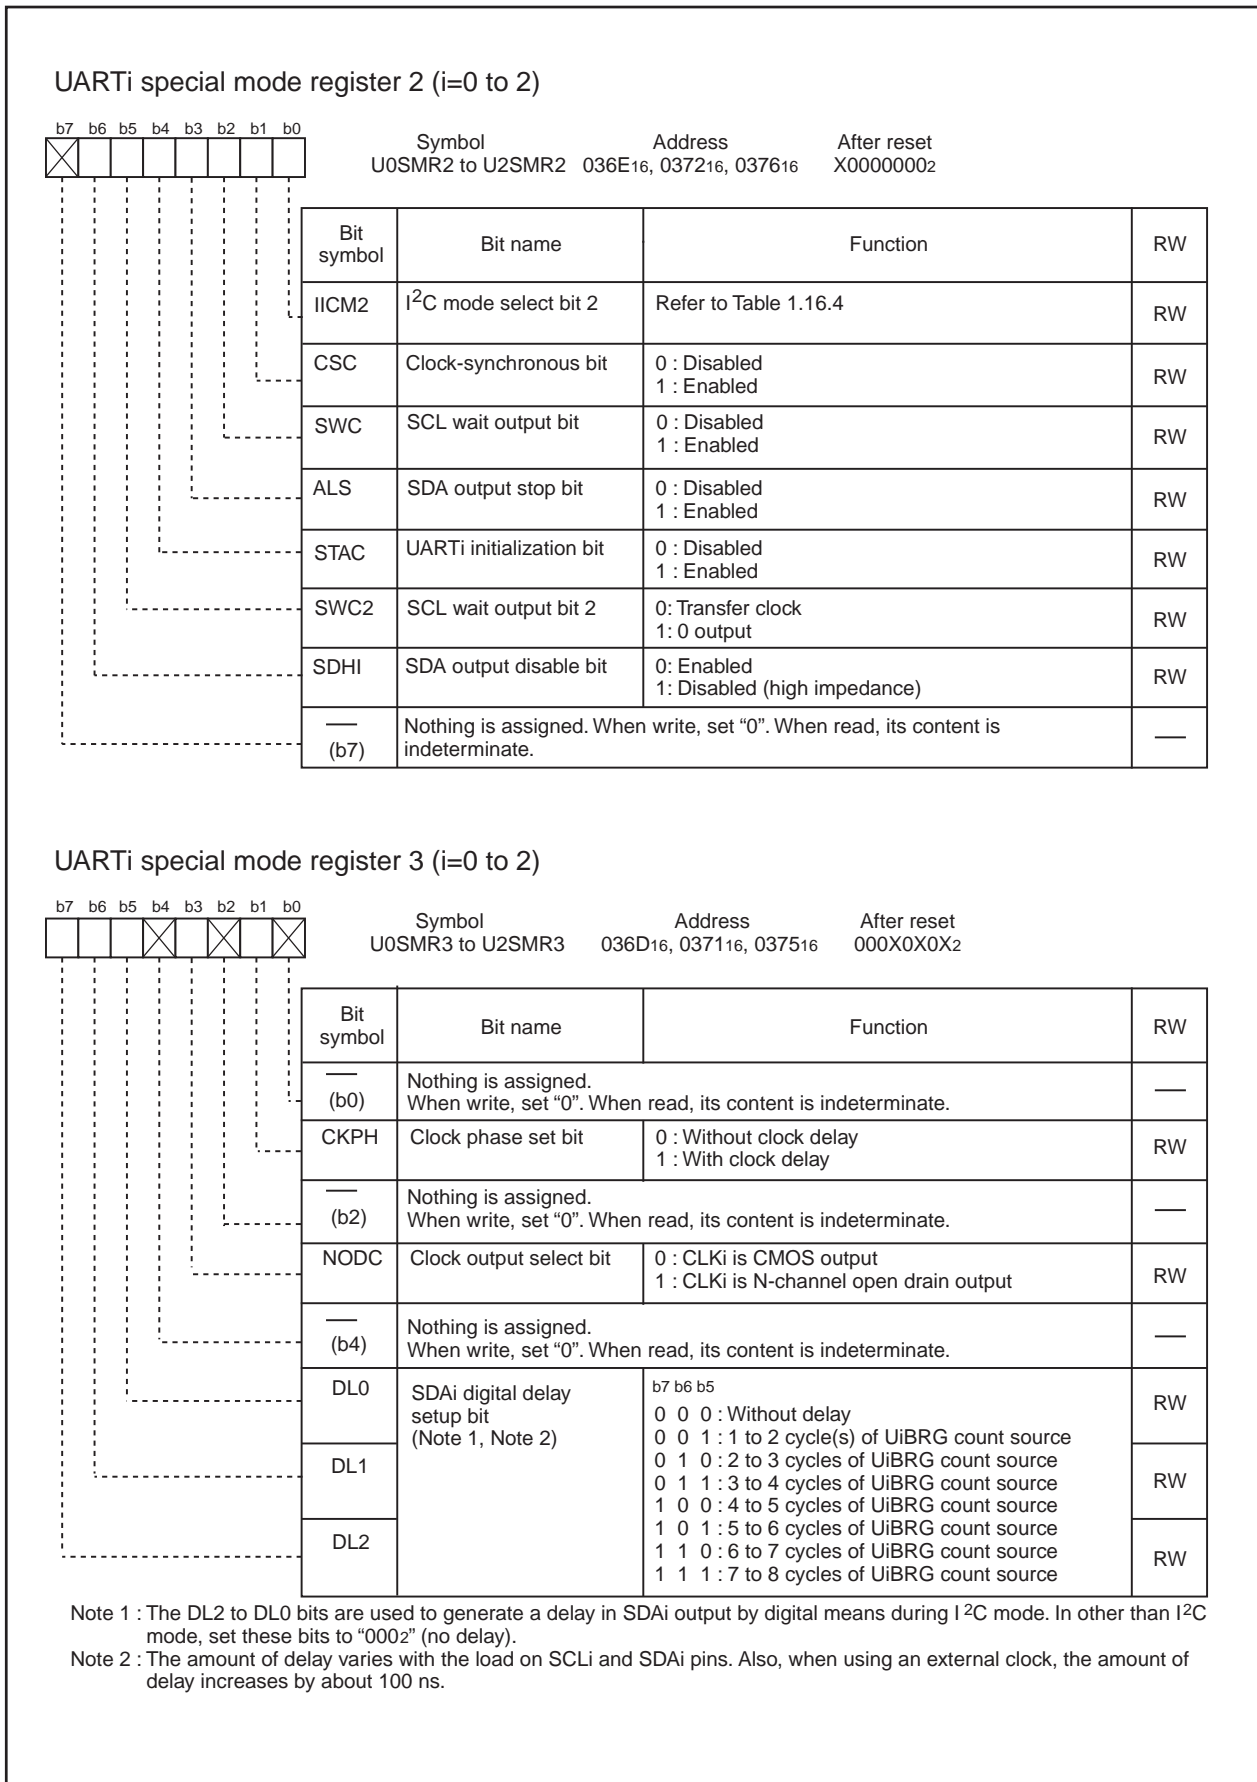 UARTi special mode register 2 (i=0 to 2)
b7 b6 b5 b4 b3 b2 b1 b0
Symbol Address After reset
U0SMR2 to U2SMR2 036E16, 037216, 037616 X00000002
Bit symbol Bit name Function RW
IICM2 I2C mode select bit 2 Refer to Table 1.16.4 RW
CSC Clock-synchronous bit 0 : Disabled
1 : Enabled RW
SWC SCL wait output bit 0 : Disabled
1 : Enabled RW
ALS SDA output stop bit 0 : Disabled
1 : Enabled RW
STAC UARTi initialization bit 0 : Disabled
1 : Enabled RW
SWC2 SCL wait output bit 2 0: Transfer clock
1: 0 output RW
SDHI SDA output disable bit 0: Enabled
1: Disabled (high impedance) RW
— Nothing is assigned. When write, set “0”. When read, its content is
(b7) indeterminate. —
UARTi special mode register 3 (i=0 to 2)
b7 b6 b5 b4 b3 b2 b1 b0
Symbol Address After reset
U0SMR3 to U2SMR3 036D16, 037116, 037516 000X0X0X2
Bit symbol Bit name Function RW
— Nothing is assigned.
(b0) When write, set “0”. When read, its content is indeterminate. —
CKPH Clock phase set bit 0 : Without clock delay
1 : With clock delay RW
— Nothing is assigned.
(b2) When write, set “0”. When read, its content is indeterminate. —
NODC Clock output select bit 0 : CLKi is CMOS output
1 : CLKi is N-channel open drain output RW
— Nothing is assigned.
(b4) When write, set “0”. When read, its content is indeterminate. —
DL0 SDAi digital delay b7 b6 b5 RW
setup bit 0 0 0 : Without delay
(Note 1, Note 2) 0 0 1 : 1 to 2 cycle(s) of UiBRG count source
DL1 0 1 0 : 2 to 3 cycles of UiBRG count source
0 1 1 : 3 to 4 cycles of UiBRG count source RW
1 0 0 : 4 to 5 cycles of UiBRG count source
DL2 1 0 1 : 5 to 6 cycles of UiBRG count source
1 1 0 : 6 to 7 cycles of UiBRG count source RW
1 1 1 : 7 to 8 cycles of UiBRG count source
Note 1 : The DL2 to DL0 bits are used to generate a delay in SDAi output by digital means during I2C mode. In other than I2C
mode, set these bits to “0002” (no delay).
Note 2 : The amount of delay varies with the load on SCLi and SDAi pins. Also, when using an external clock, the amount of
delay increases by about 100 ns.